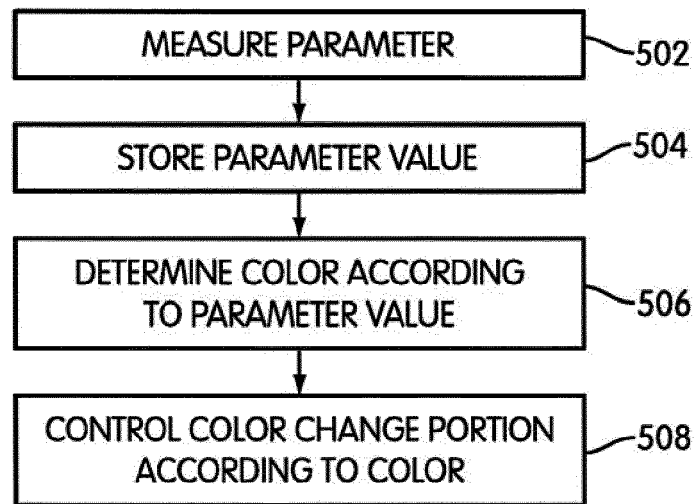 MEASURE PARAMETER
502
STORE PARAMETER VALUE
504
DETERMINE COLOR ACCORDING
TO PARAMETER VALUE
506
CONTROL COLOR CHANGE PORTION
ACCORDING TO COLOR
508